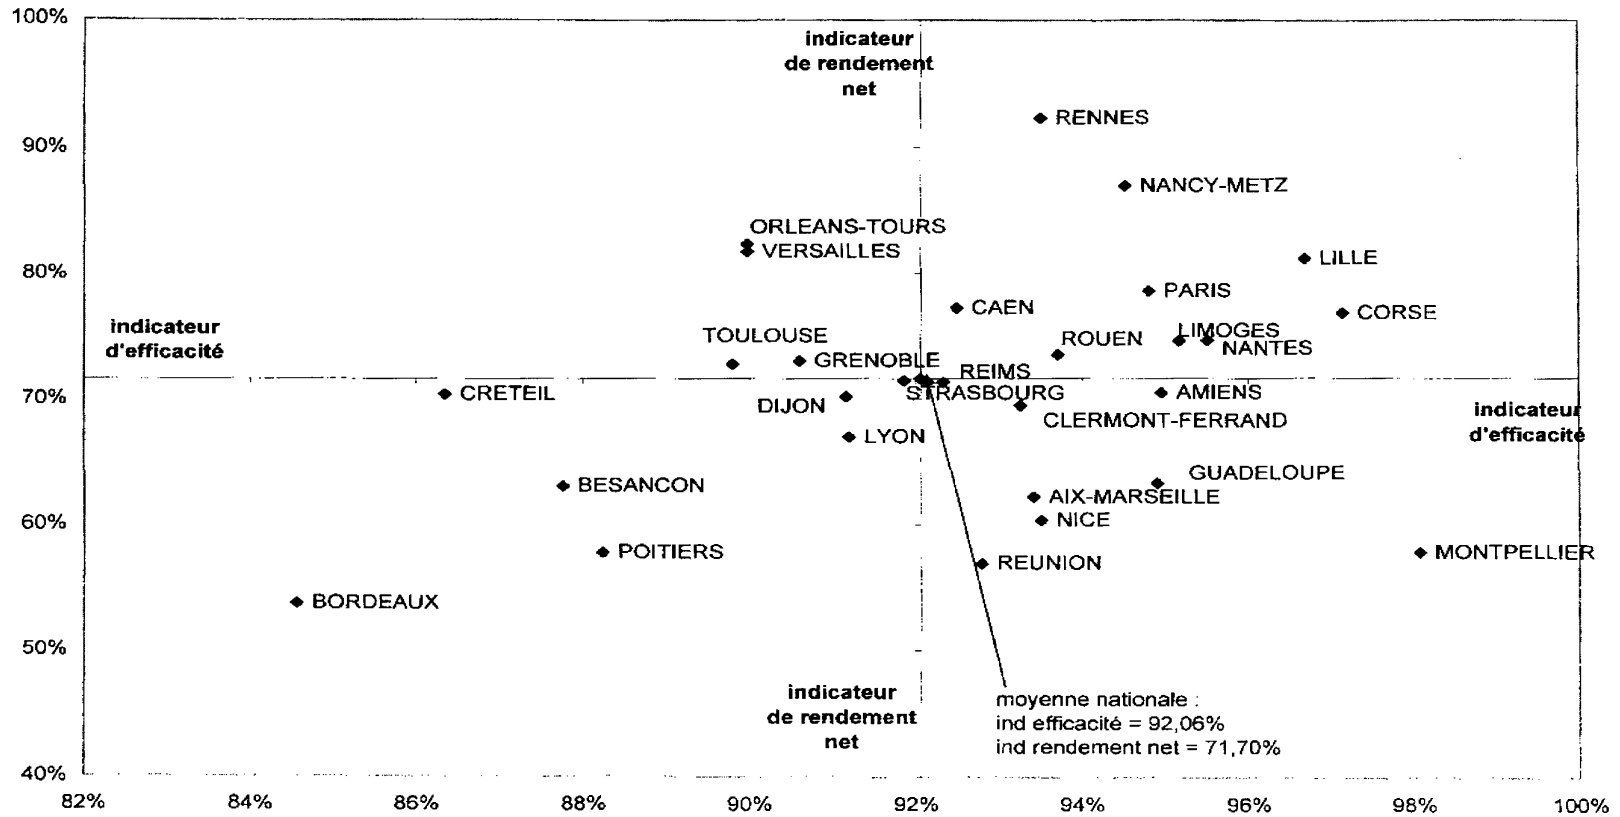 100%
indicateur
de rendement
net
RENNES
90%
NANCY-METZ
ORLEANS-TOURS
VERSAILLES
LILLE
80%
PARIS
CAEN
CORSE
indicateur
d'efficacité
TOULOUSE
ROUEN
LIMOGES
NANTES
GRENOBLE
REIMS
70%
CRETEIL
STRASBOURG
AMIENS
DIJON
CLERMONT-FERRAND
indicateur
d'efficacité
LYON
GUADELOUPE
BESANCON
AIX-MARSEILLE
60%
NICE
POITIERS
REUNION
MONTPELLIER
BORDEAUX
50%
indicateur
de rendement
net
moyenne nationale :
ind efficacité = 92,06%
ind rendement net = 71,70%
40%
82% 84% 86% 88% 90% 92% 94% 96% 98% 100%